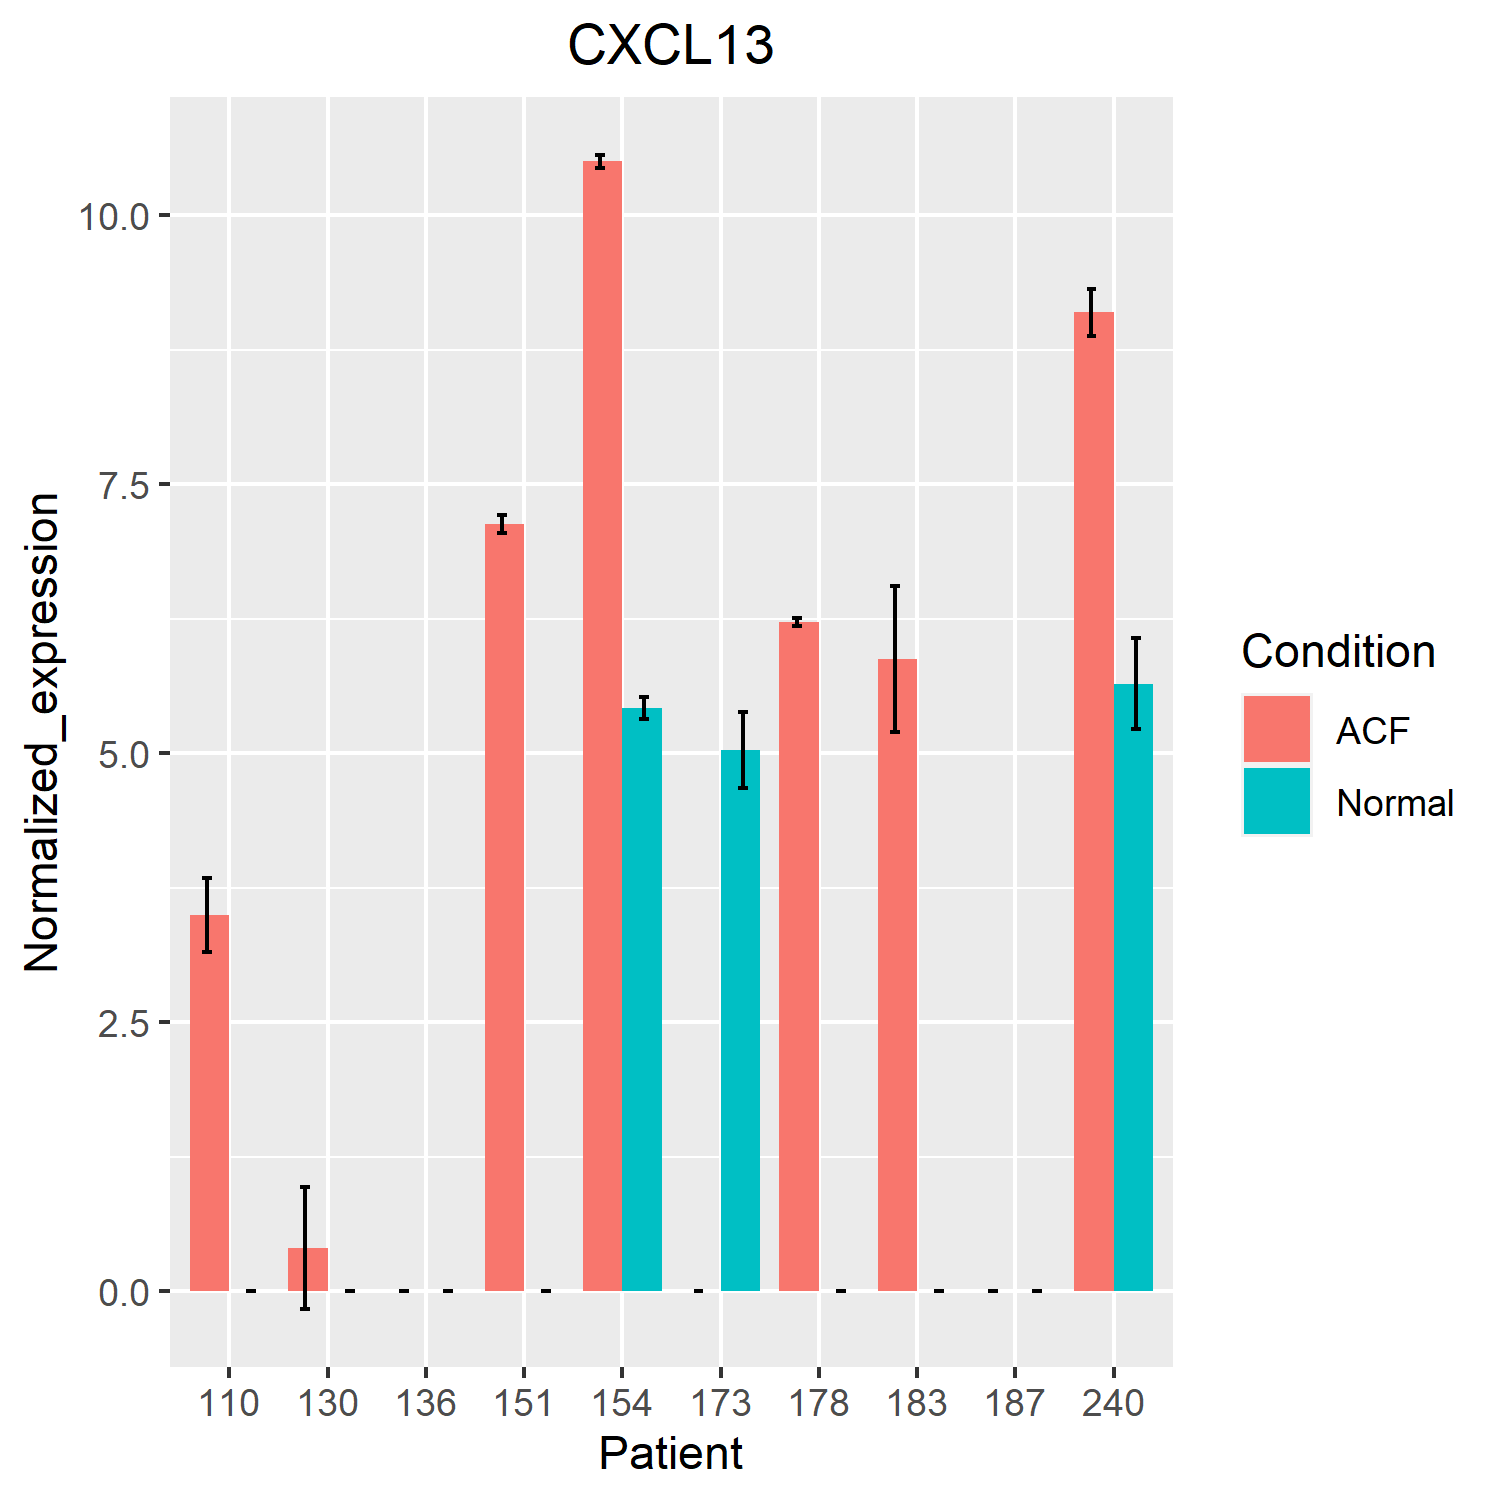 CXCL13
Normalized_expression
10.0
7.5
5.0
2.5
0.0
110 130 136 151 154 173 178 183 187 240
Patient
Condition
ACF
Normal